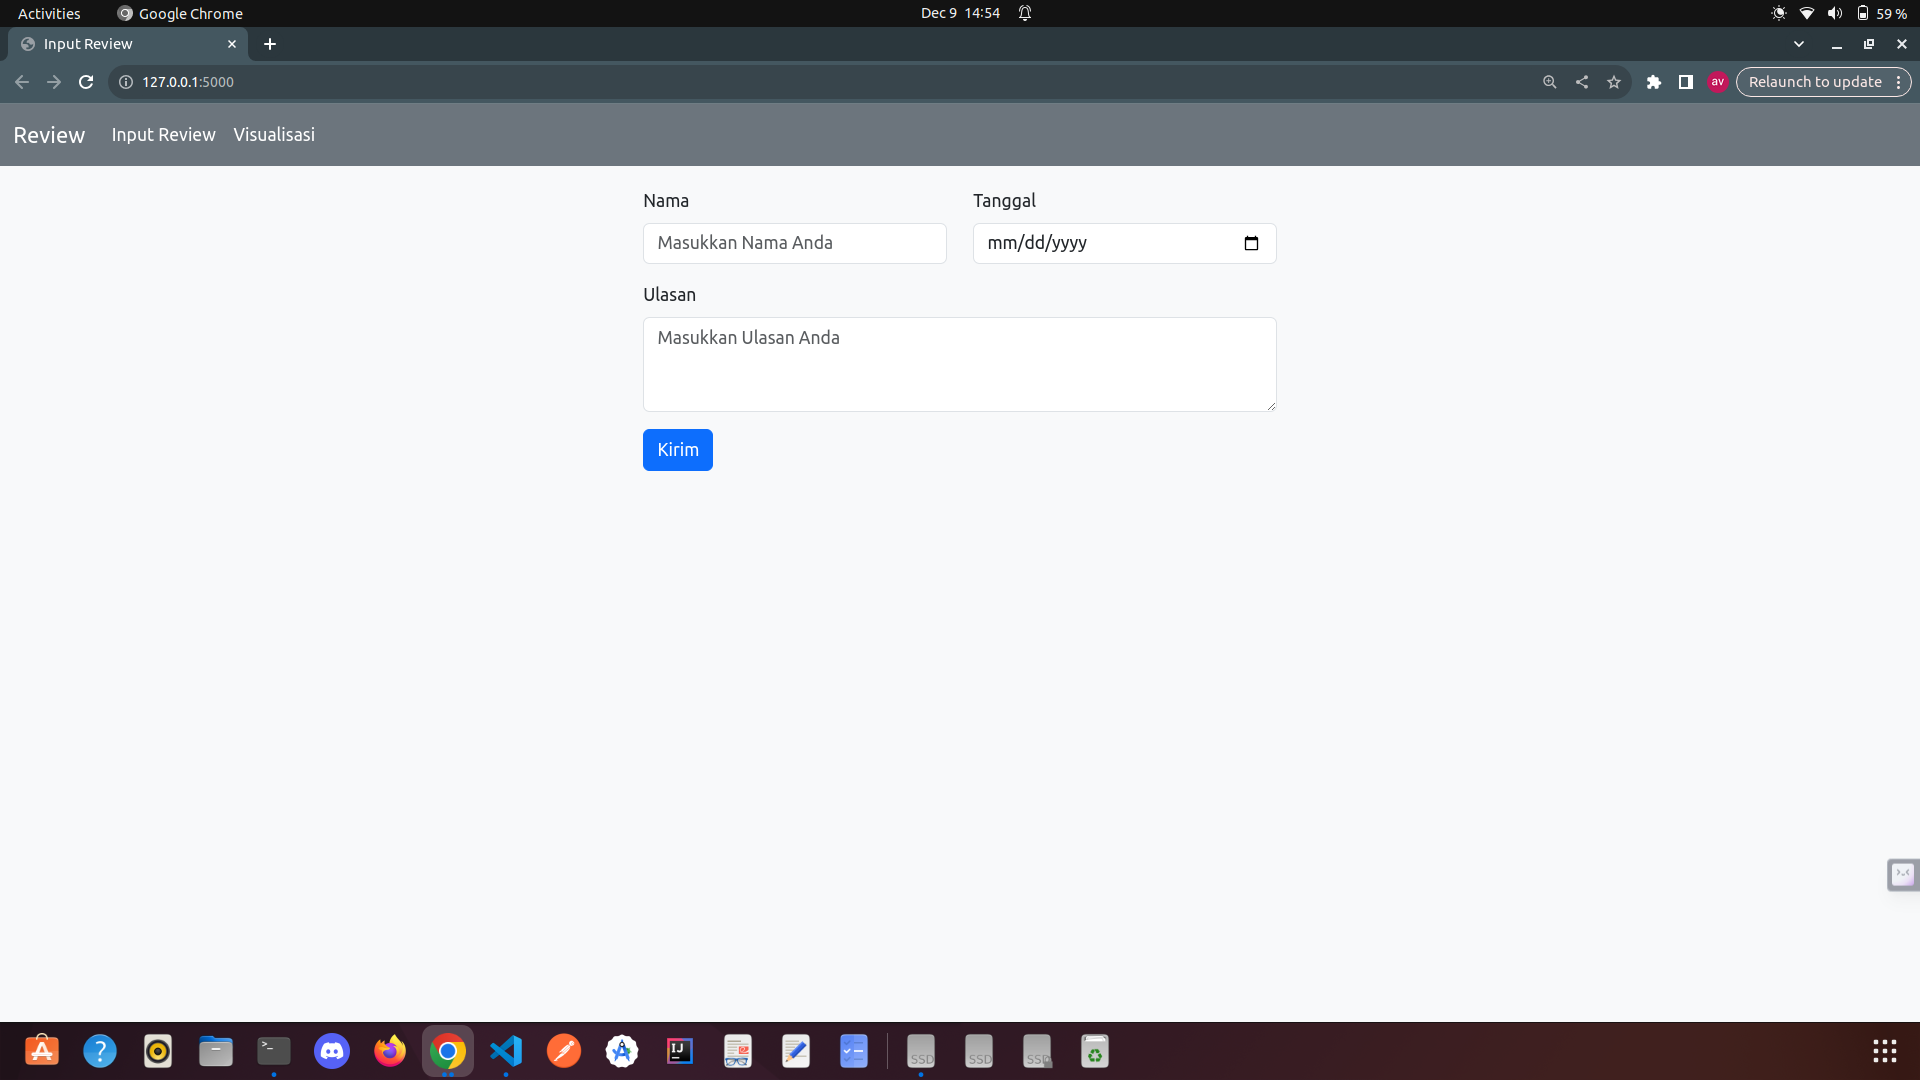 Activities Google Chrome Dec 9 14:54 59 %
Input Review
127.0.0.1:5000 av Relaunch to update
Review Input Review Visualisasi
Nama Tanggal
Masukkan Nama Anda mm/dd/yyyy
Ulasan
Masukkan Ulasan Anda
Kirim
>_ IJ SSD SSD SSD